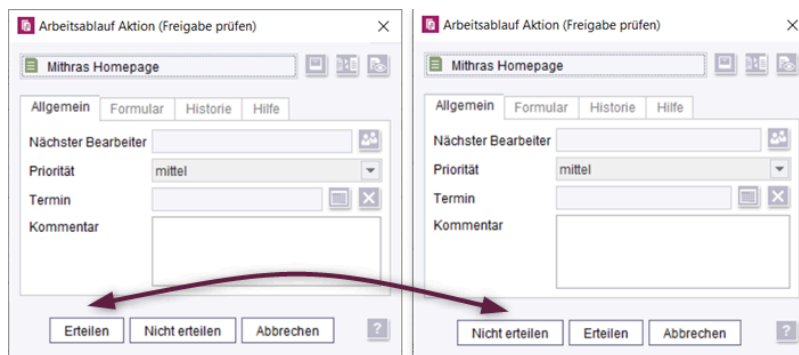 Arbeitsablauf Aktion (Freigabe prüfen)
Mithras Homepage
Allgemein Formular Historie Hilfe
Nächster Bearbeiter
Priorität mittel
Termin
Kommentar
Erteilen Nicht erteilen Abbrechen ?
Arbeitsablauf Aktion (Freigabe prüfen)
Mithras Homepage
Allgemein Formular Historie Hilfe
Nächster Bearbeiter
Priorität mittel
Termin
Kommentar
Nicht erteilen Erteilen Abbrechen ?